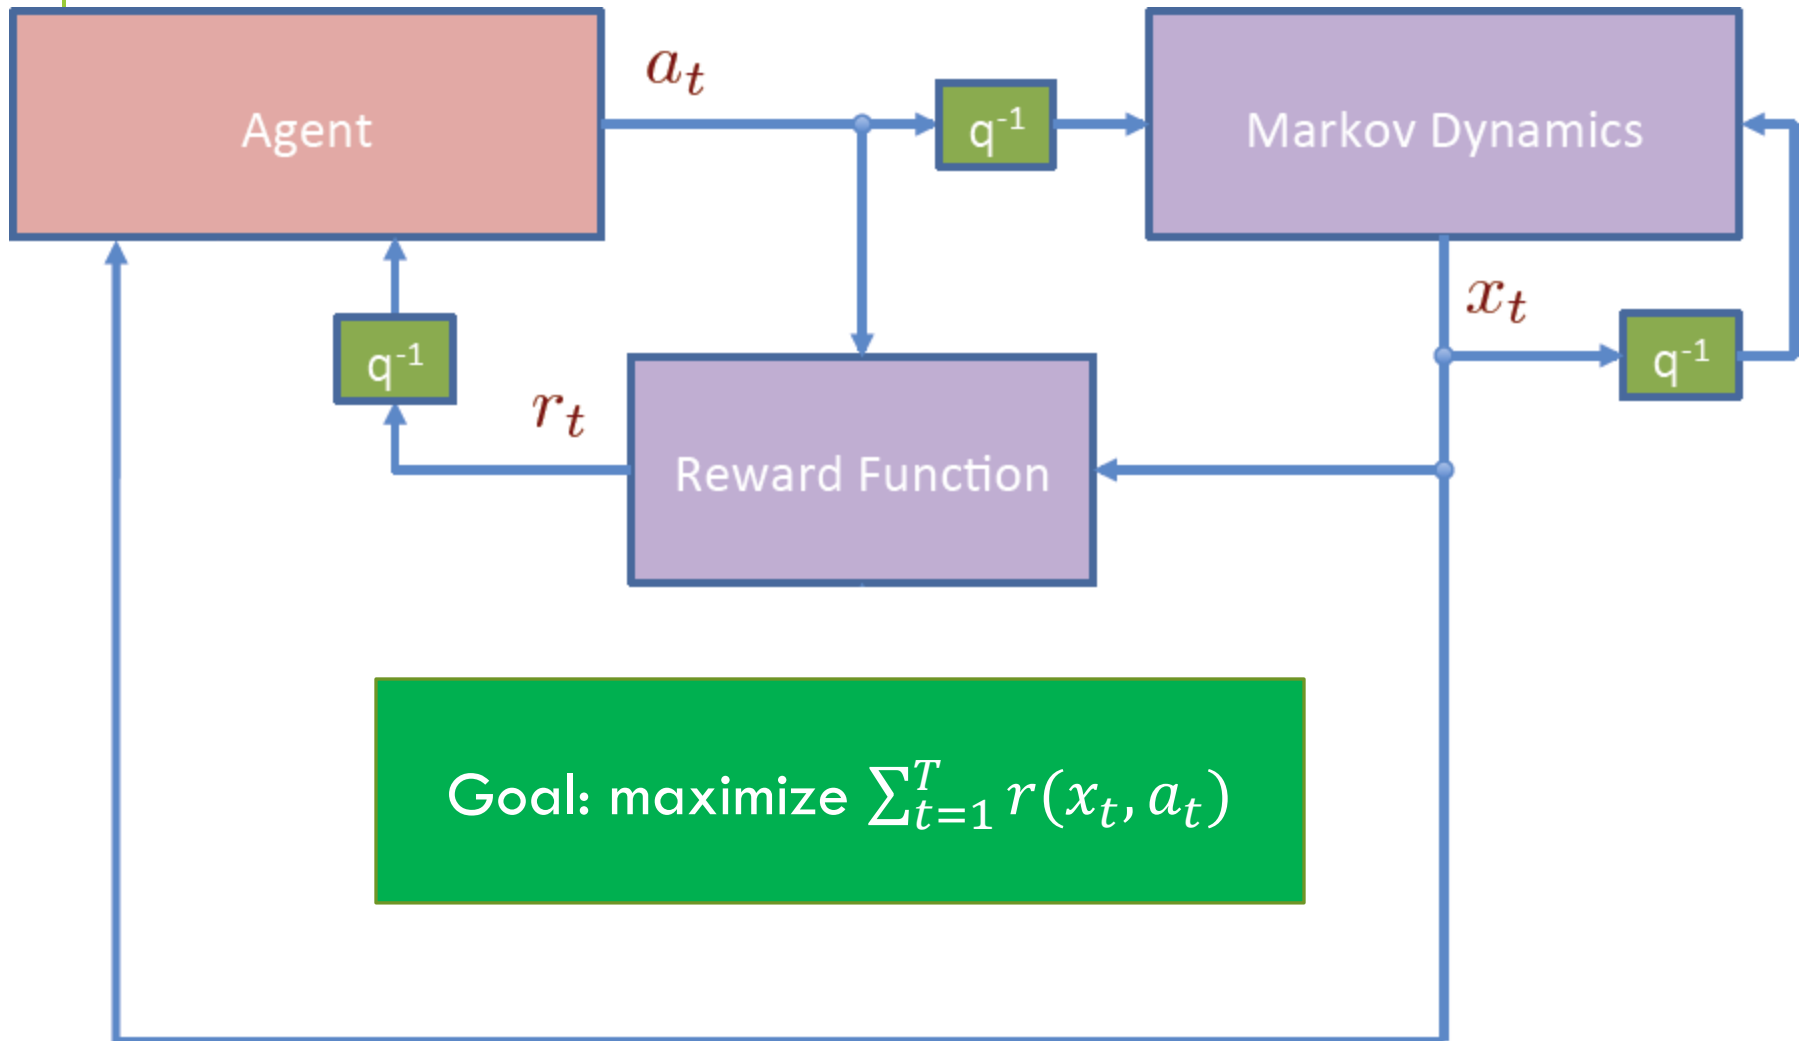 a_t
Agent
q⁻¹
Markov Dynamics
x_t
q⁻¹
q⁻¹
r_t
Reward Function
Goal: maximize ∑_{t=1}^{T} r(x_t, a_t)